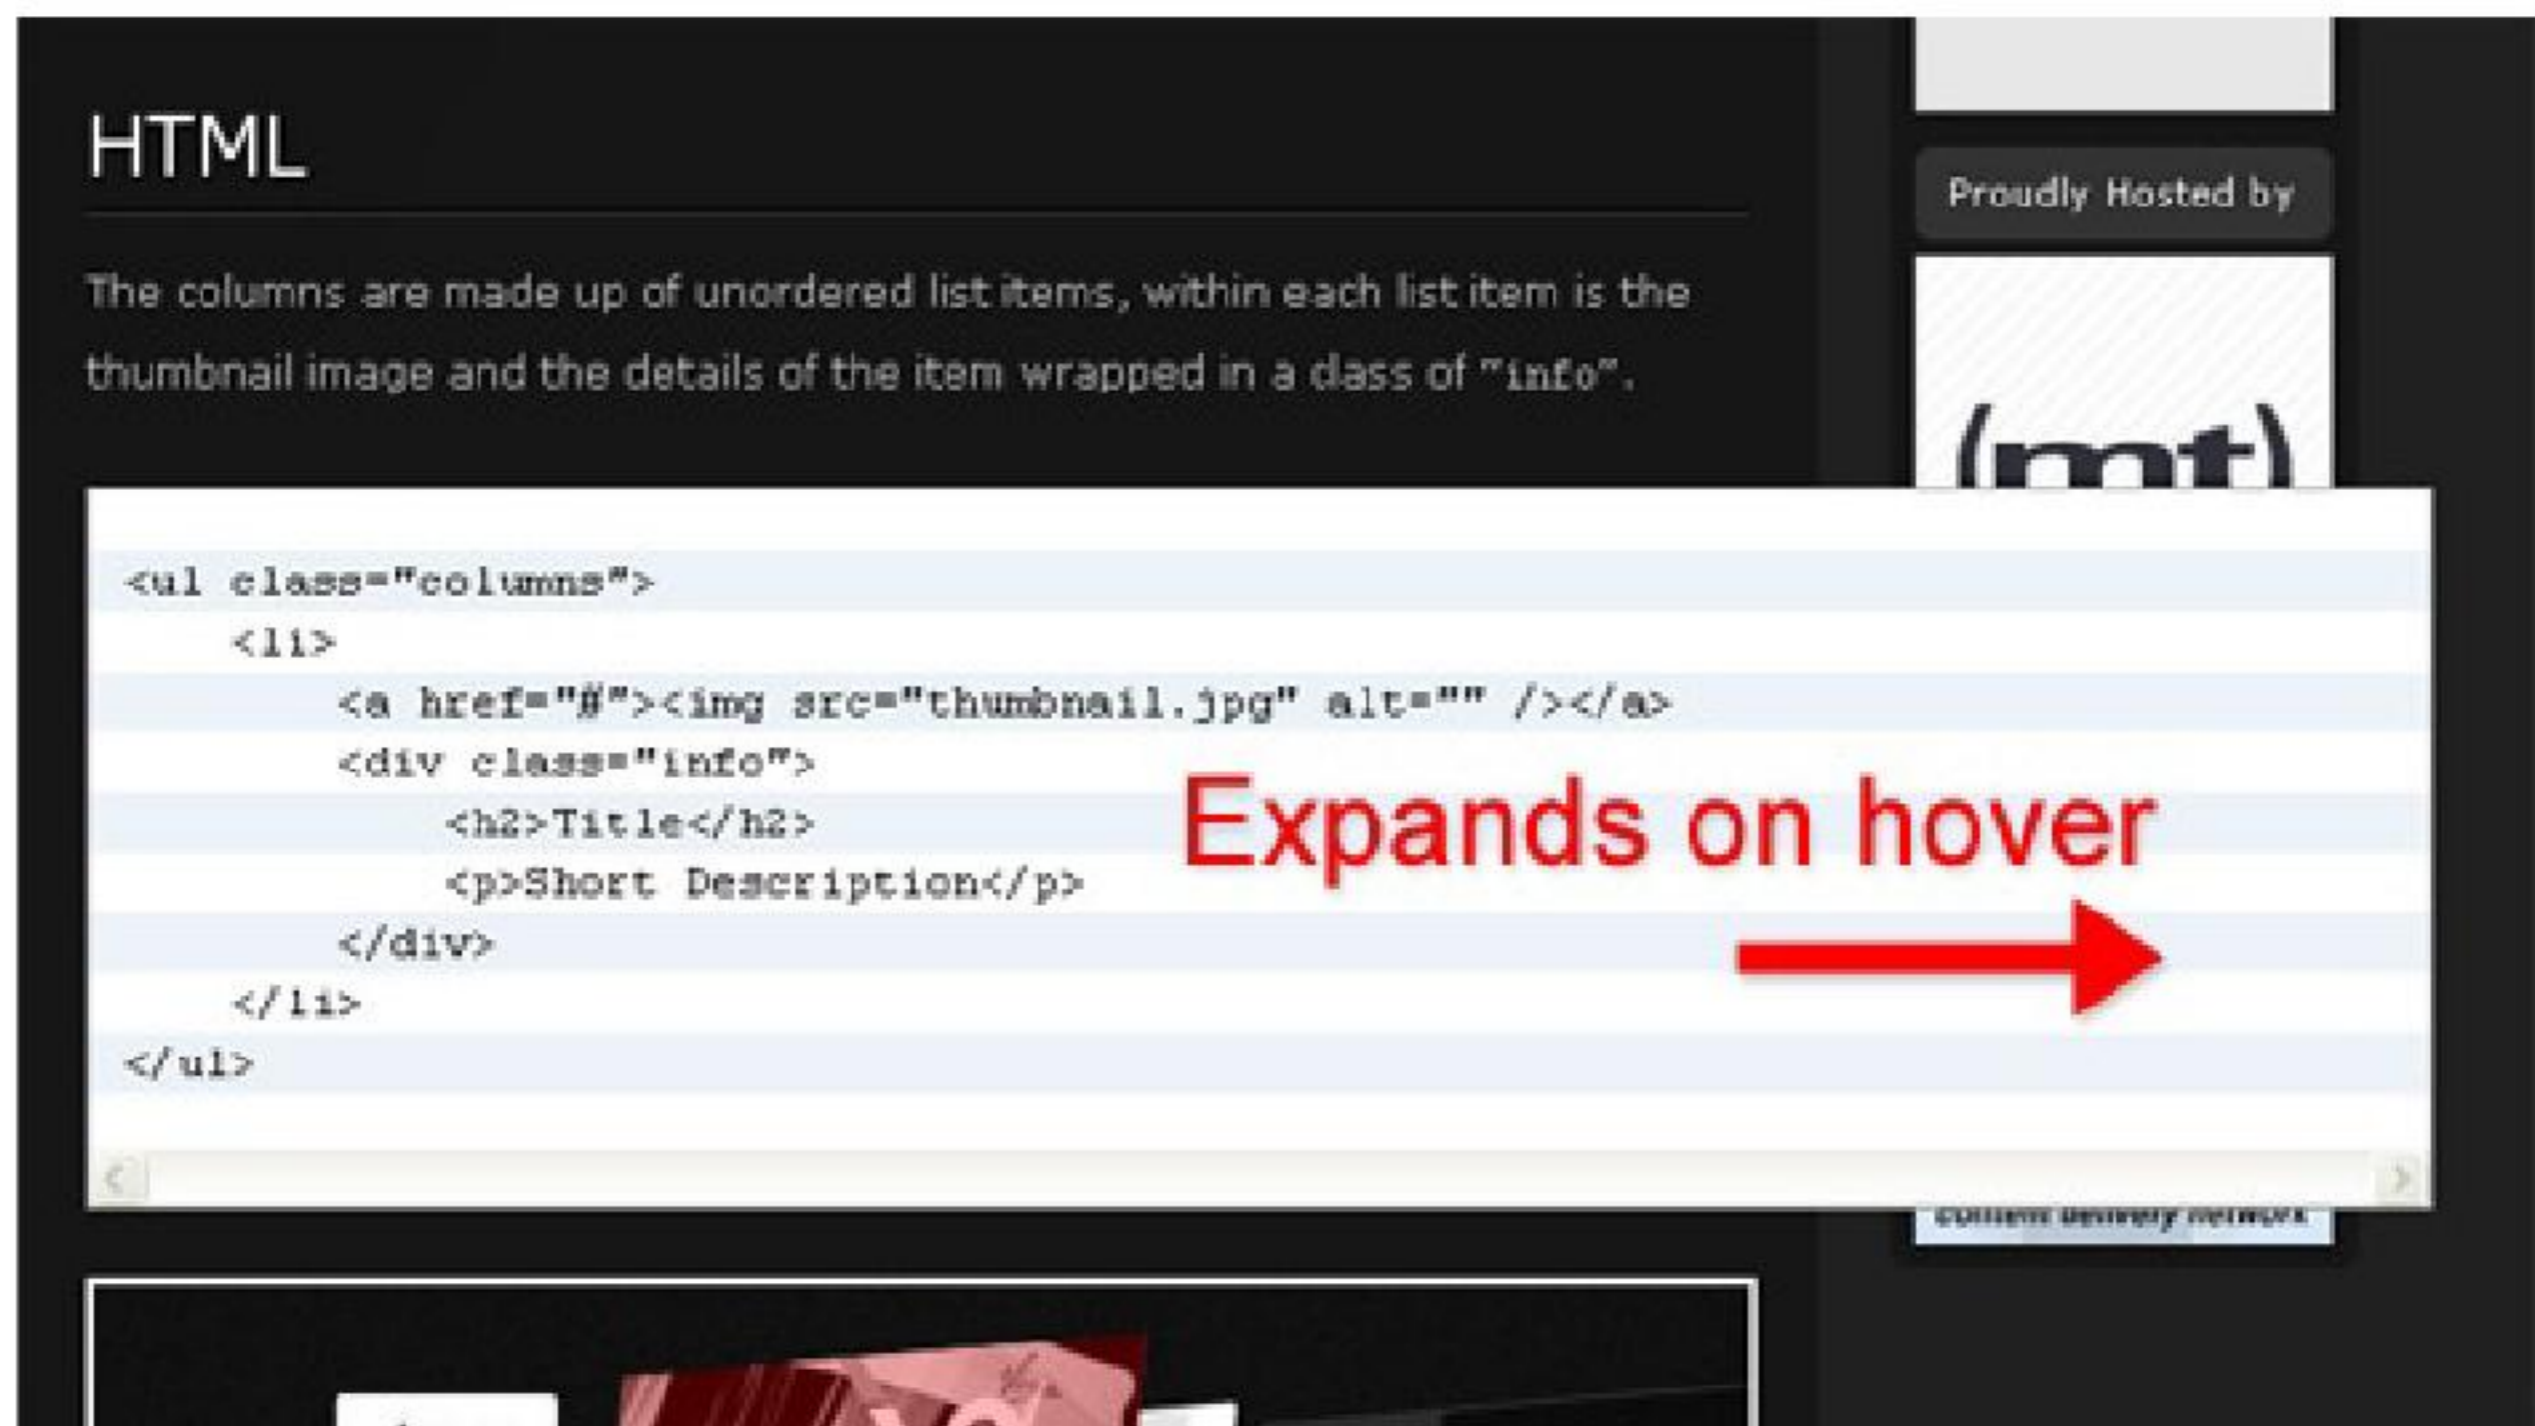 HTML
The columns are made up of unordered list items, within each list item is the
thumbnail image and the details of the item wrapped in a class of "info".
Proudly Hosted by
(mt)
<ul class="columns">
    <li>
        <a href="#"><img src="thumbnail.jpg" alt="" /></a>
        <div class="info">
            <h2>Title</h2>
            <p>Short Description</p>
        </div>
    </li>
</ul>
Expands on hover
content delivery network